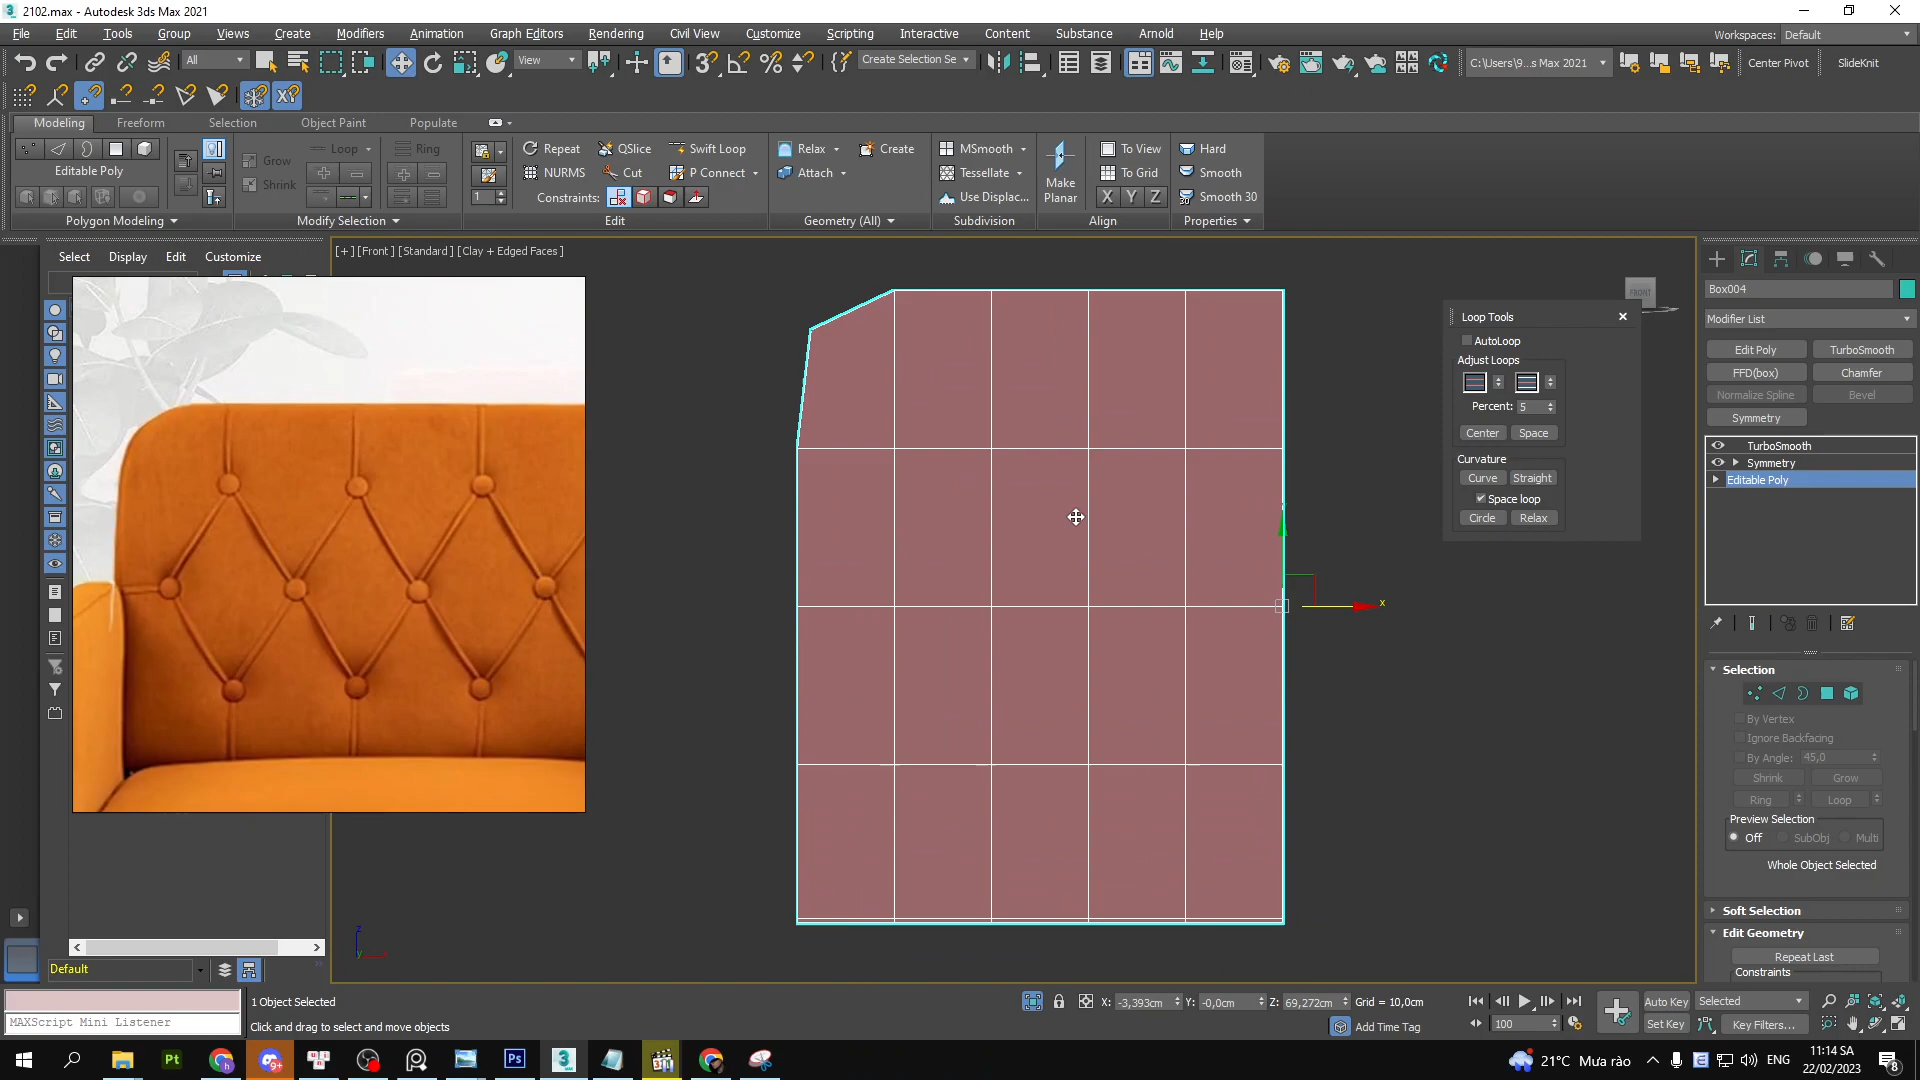 2102.max - Autodesk 3ds Max 2021
File Edit Tools Group Views Create Modifiers Animation Graph Editors Rendering Civil View Customize Scripting Interactive Content Substance Arnold Help Workspaces: Default
All View Create Selection Se C:\Users\9...s Max 2021 Center Pivot SlideKnit
Modeling Freeform Selection Object Paint Populate
Loop Ring Repeat QSlice Swift Loop Relax Create MSmooth To View Hard
Editable Poly Grow NURMS Cut P Connect Attach Tessellate Make Planar To Grid Smooth
Shrink 1 Constraints: Use Displac... X Y Z Smooth 30
Polygon Modeling Modify Selection Edit Geometry (All) Subdivision Align Properties
Select Display Edit Customize
[+] [Front] [Standard] [Clay + Edged Faces]
FRONT
Loop Tools
AutoLoop
Adjust Loops
Percent: 5
Center Space
Curvature
Curve Straight
Space loop
Circle Relax
x
z
y
Box004
Modifier List
Edit Poly TurboSmooth
FFD(box) Chamfer
Normalize Spline Bevel
Symmetry
TurboSmooth
Symmetry
Editable Poly
Selection
By Vertex
Ignore Backfacing
By Angle: 45,0
Shrink Grow
Ring Loop
Preview Selection
Off SubObj Multi
Whole Object Selected
Soft Selection
Edit Geometry
Repeat Last
Constraints
Default
1 Object Selected X: -3,393cm Y: -0,0cm Z: 69,272cm Grid = 10,0cm Auto Key Selected
MAXScript Mini Listener Click and drag to select and move objects Add Time Tag 100 Set Key Key Filters...
9+ 21°C Mưa rào ENG 11:14 SA
22/02/2023 8